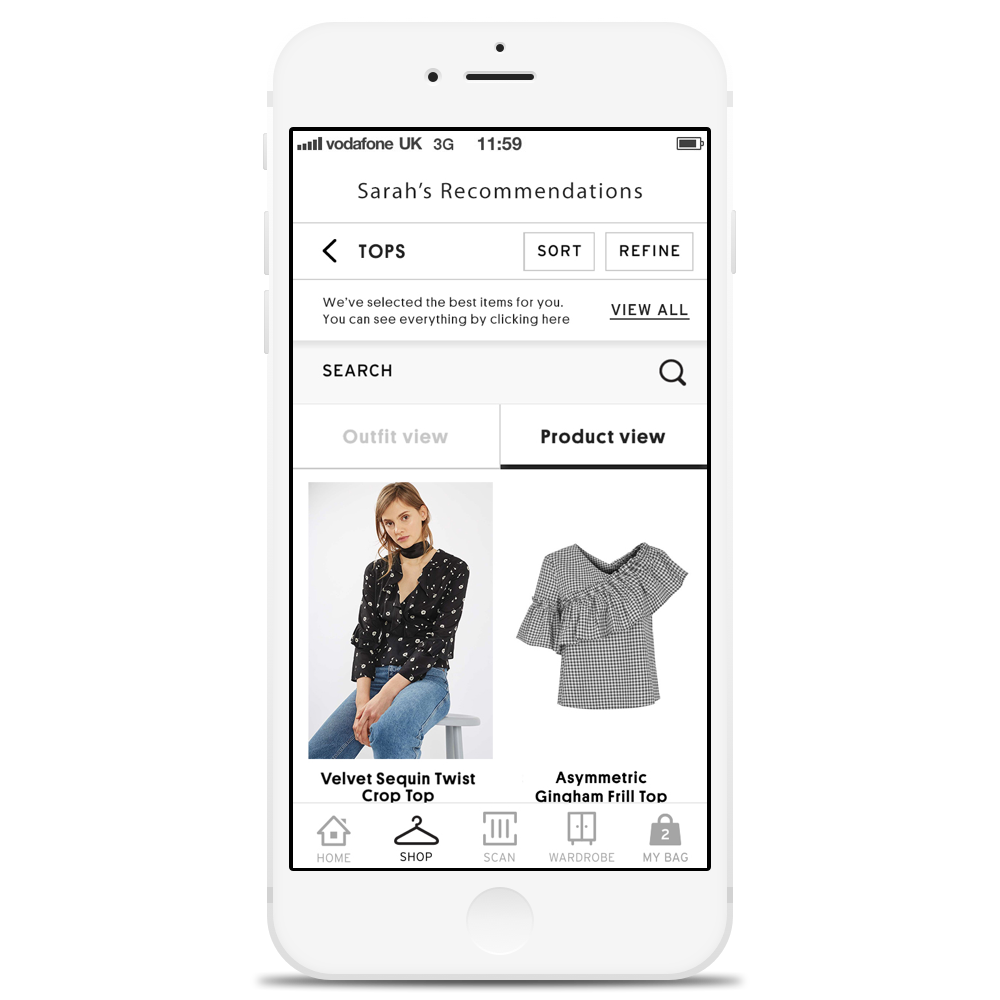 vodafone UK 3G 11:59
Sarah’s Recommendations
TOPS SORT REFINE
We've selected the best items for you.
You can see everything by clicking here
VIEW ALL
SEARCH
Outfit view Product view
Velvet Sequin Twist
Crop Top
Asymmetric
Gingham Frill Top
HOME SHOP SCAN WARDROBE 2 MY BAG